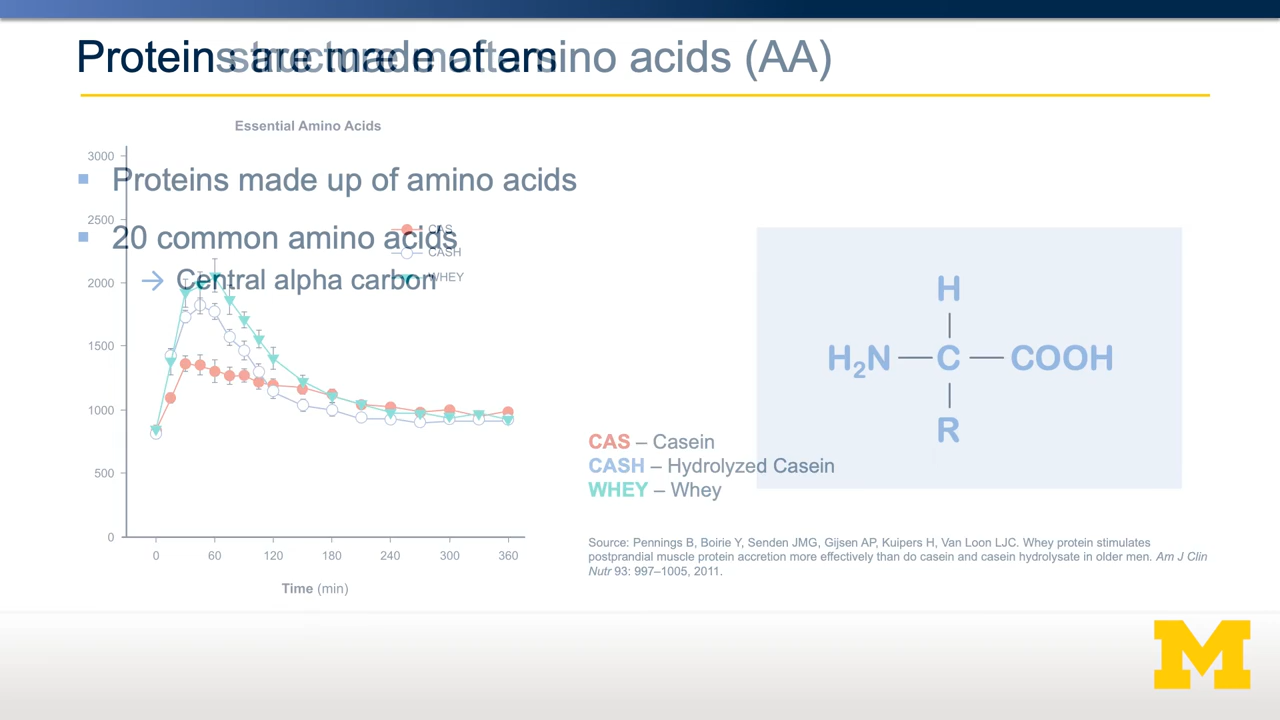 Proteins are made of amino acids (AA)
Protein structure matters
Essential Amino Acids
3000
2500
2000
1500
1000
500
0
0 60 120 180 240 300 360
Time (min)
CAS
CASH
WHEY
Proteins made up of amino acids
20 common amino acids
→ Central alpha carbon
H
H₂N — C — COOH
R
CAS – Casein
CASH – Hydrolyzed Casein
WHEY – Whey
Source: Pennings B, Boirie Y, Senden JMG, Gijsen AP, Kuipers H, Van Loon LJC. Whey protein stimulates
postprandial muscle protein accretion more effectively than do casein and casein hydrolysate in older men. Am J Clin
Nutr 93: 997–1005, 2011.
M